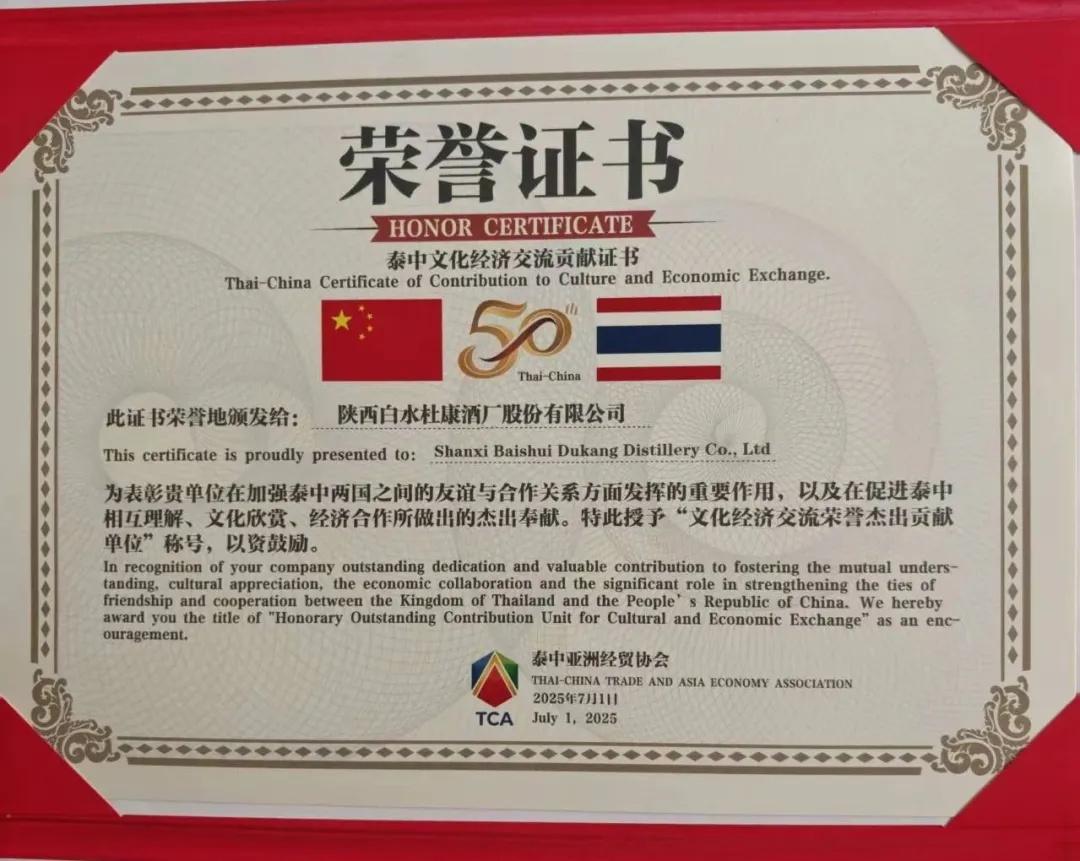 荣誉证书
HONOR CERTIFICATE
泰中文化经济交流贡献证书
Thai-China Certificate of Contribution to Culture and Economic Exchange.
50th
Thai-China
此证书荣誉地颁发给： 陕西白水杜康酒厂股份有限公司
This certificate is proudly presented to: Shanxi Baishui Dukang Distillery Co., Ltd
为表彰贵单位在加强泰中两国之间的友谊与合作关系方面发挥的重要作用，以及在促进泰中
相互理解、文化欣赏、经济合作所做出的杰出奉献。特此授予“文化经济交流荣誉杰出贡献
单位”称号，以资鼓励。
In recognition of your company outstanding dedication and valuable contribution to fostering the mutual unders-
tanding, cultural appreciation, the economic collaboration and the significant role in strengthening the ties of
friendship and cooperation between the Kingdom of Thailand and the People's Republic of China. We hereby
award you the title of "Honorary Outstanding Contribution Unit for Cultural and Economic Exchange" as an enc-
ouragement.
泰中亚洲经贸协会
THAI-CHINA TRADE AND ASIA ECONOMY ASSOCIATION
2025年7月1日
July 1, 2025
TCA